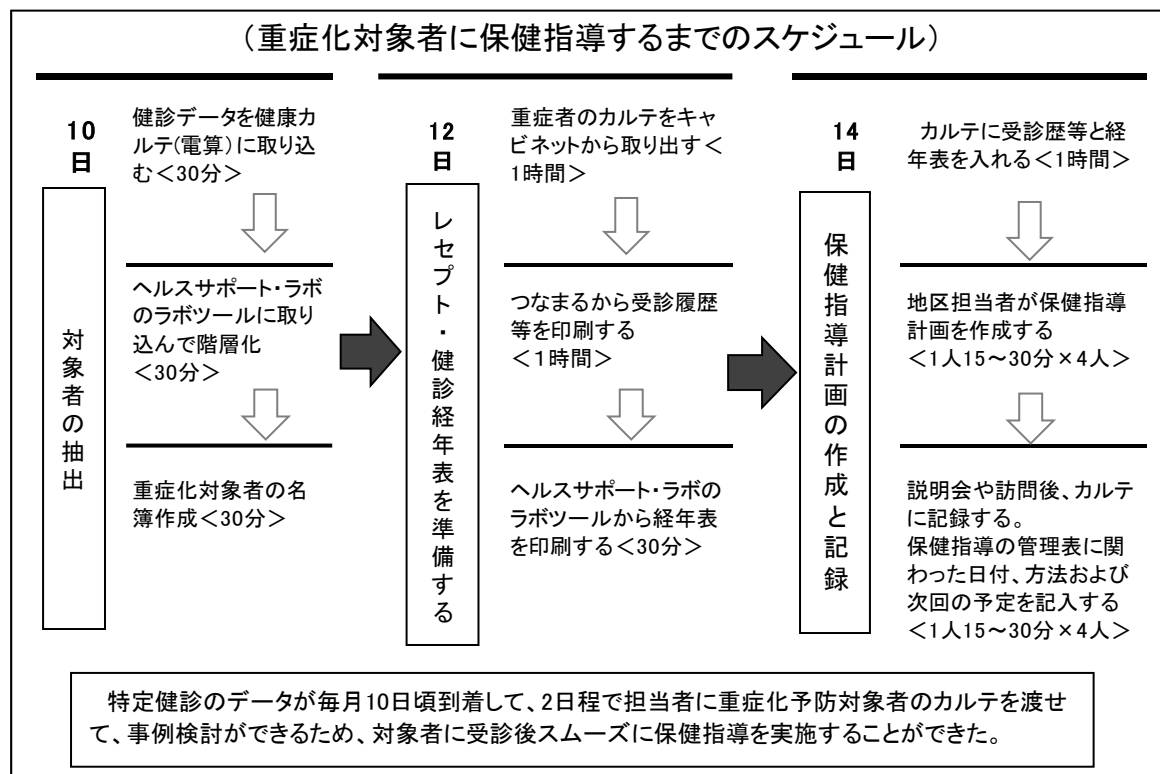 （重症化対象者に保健指導するまでのスケジュール）
10日
対象者の抽出
健診データを健康カ
ルテ(電算)に取り込
む＜30分＞
ヘルスサポート・ラボ
のラボツールに取り
込んで階層化
＜30分＞
重症化対象者の名
簿作成＜30分＞
12日
レセプト・健診経年表を準備する
重症者のカルテをキャ
ビネットから取り出す＜
1時間＞
つなまるから受診履歴
等を印刷する
＜1時間＞
ヘルスサポート・ラボの
ラボツールから経年表
を印刷する＜30分＞
14日
保健指導計画の作成と記録
カルテに受診歴等と経
年表を入れる＜1時間＞
地区担当者が保健指導
計画を作成する
＜1人15～30分×4人＞
説明会や訪問後、カルテ
に記録する。
保健指導の管理表に関
わった日付、方法および
次回の予定を記入する
＜1人15～30分×4人＞
特定健診のデータが毎月10日頃到着して、2日程で担当者に重症化予防対象者のカルテを渡せ
て、事例検討ができるため、対象者に受診後スムーズに保健指導を実施することができた。